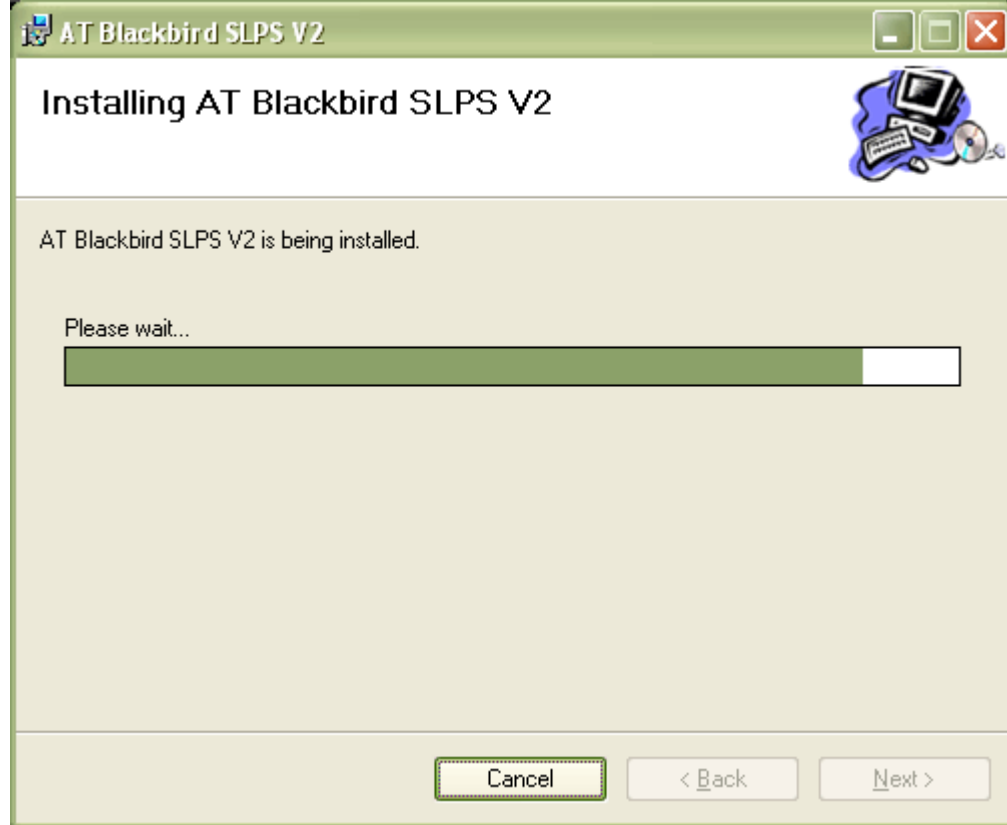 AT Blackbird SLPS V2
Installing AT Blackbird SLPS V2
AT Blackbird SLPS V2 is being installed.
Please wait...
Cancel < Back Next >